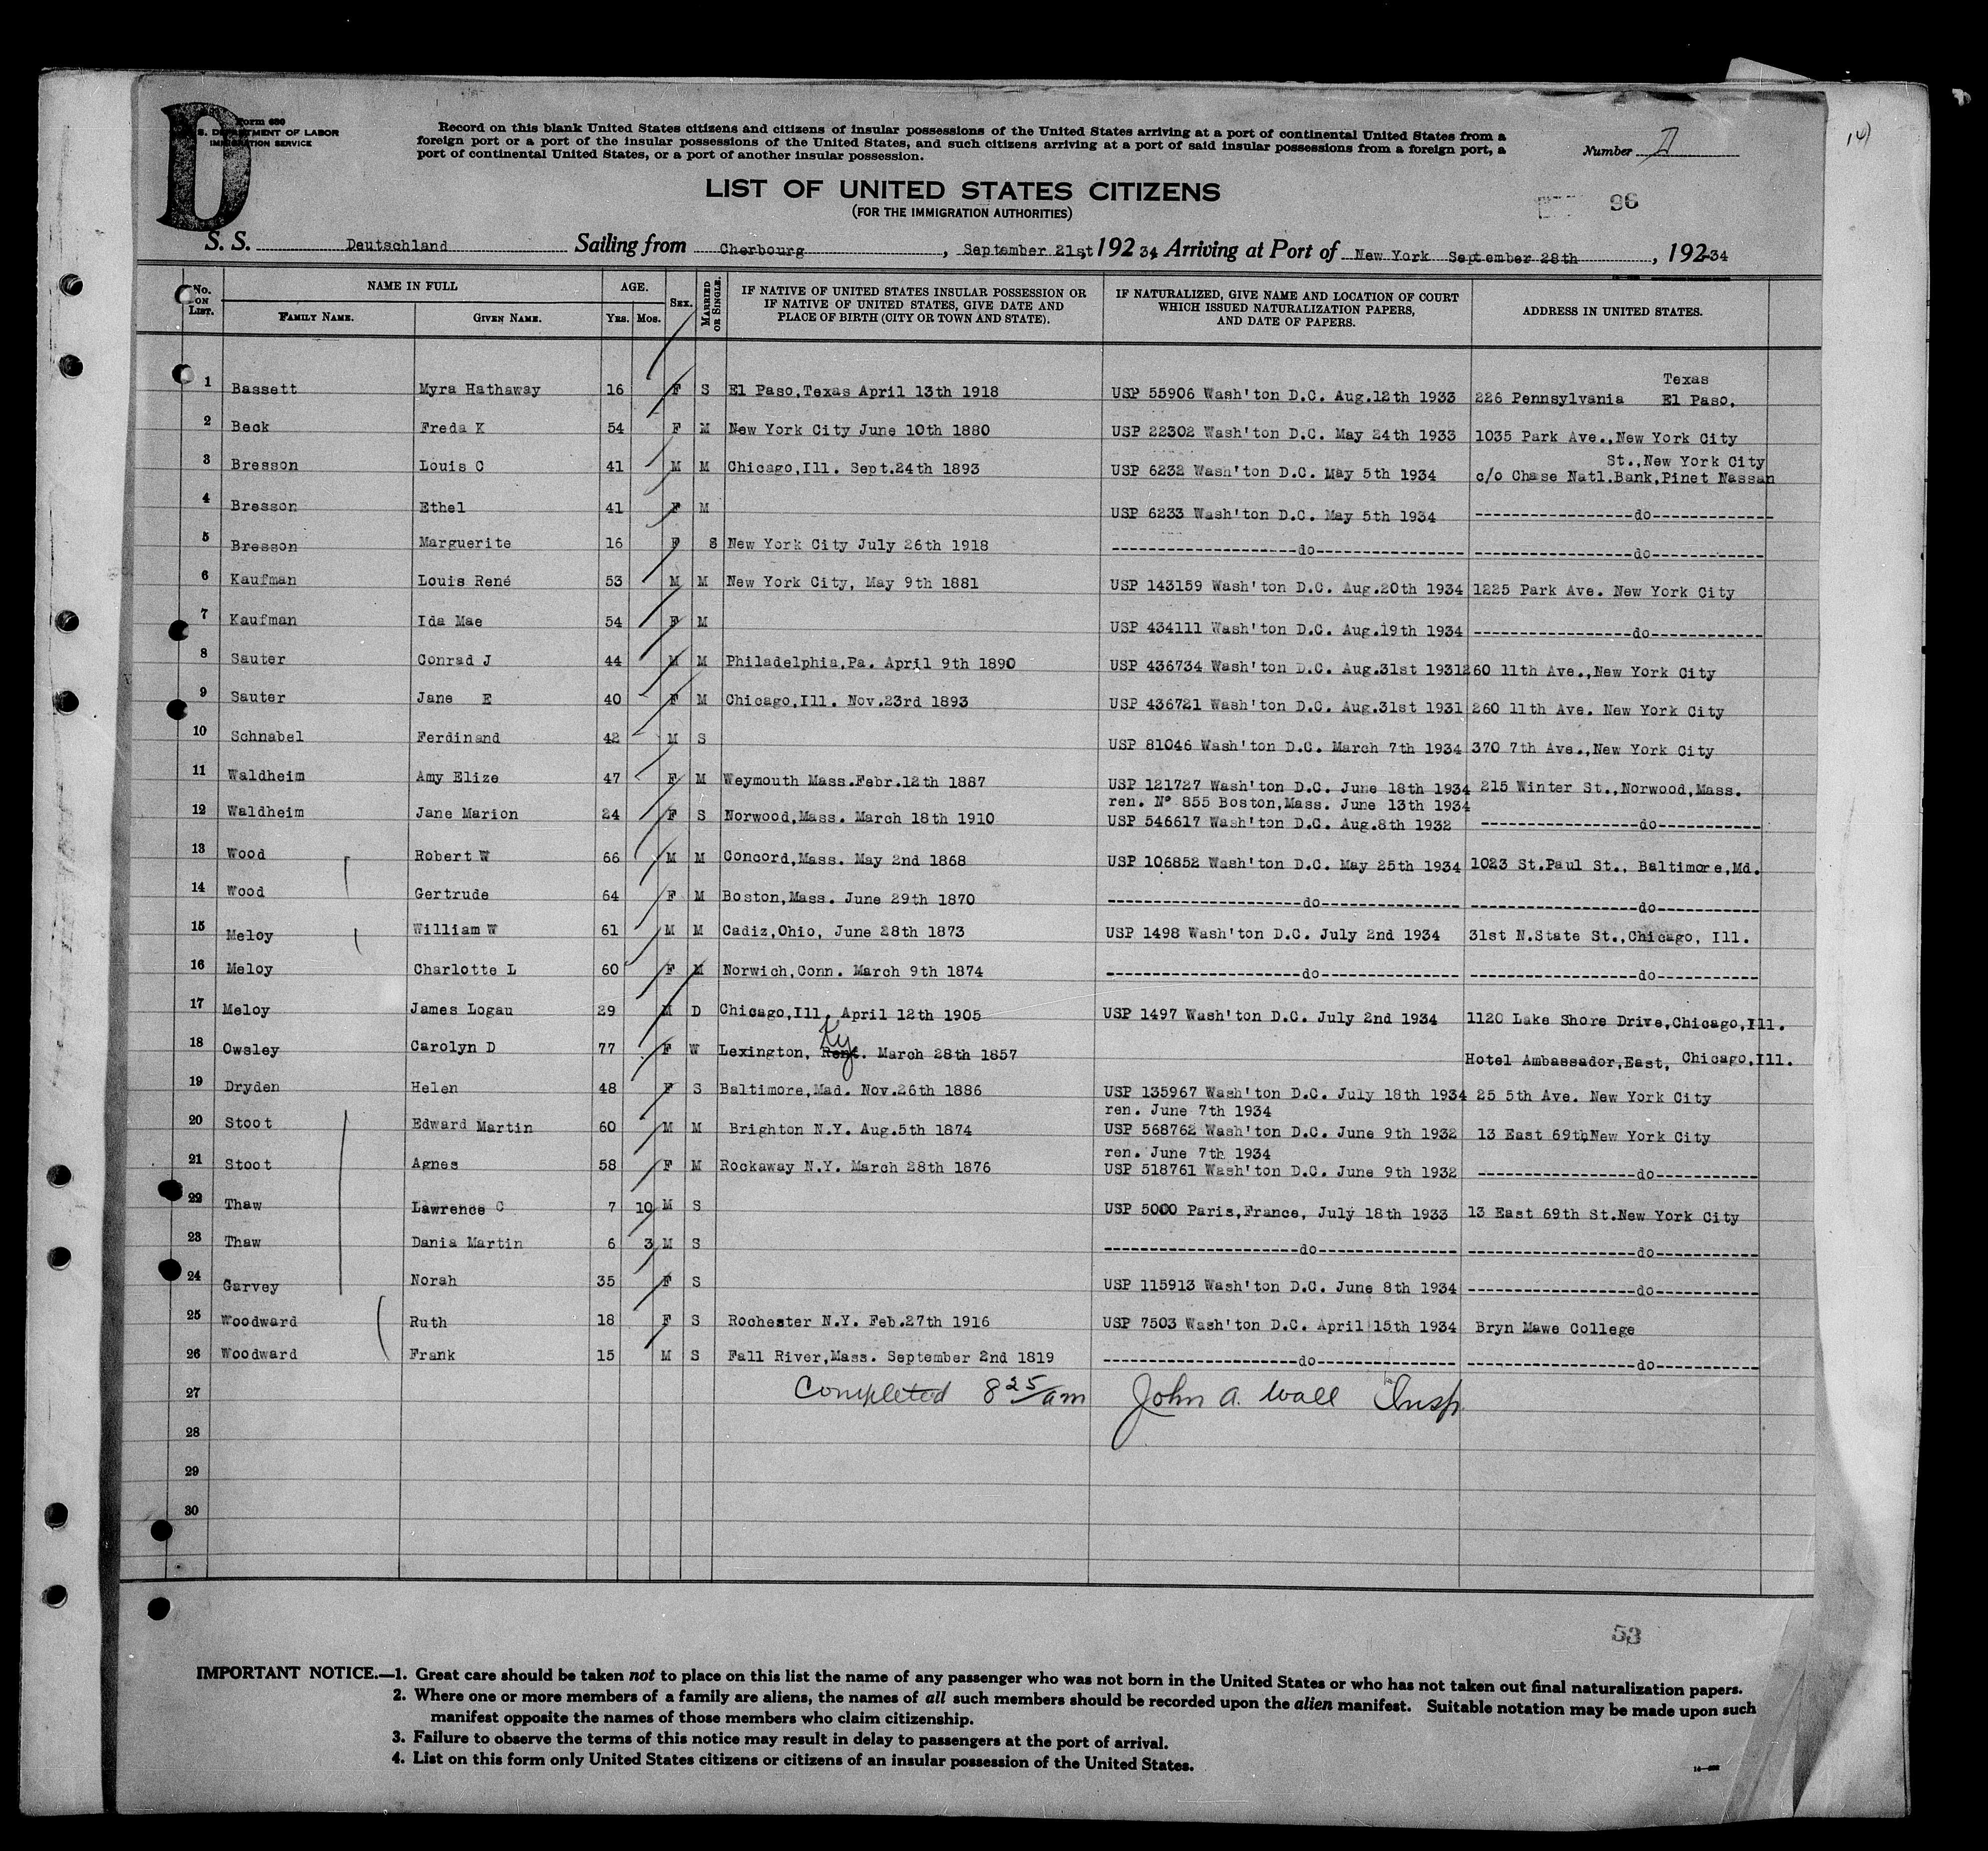 D
Form 630
U. S. DEPARTMENT OF LABOR
IMMIGRATION SERVICE
Record on this blank United States citizens and citizens of insular possessions of the United States arriving at a port of continental United States from a
foreign port or a port of the insular possessions of the United States, and such citizens arriving at a port of said insular possessions from a foreign port, a
port of continental United States, or a port of another insular possession.
Number II
14)
LIST OF UNITED STATES CITIZENS
(FOR THE IMMIGRATION AUTHORITIES)
96
S. S. Deutschland Sailing from Cherbourg, September 21st, 192 34 Arriving at Port of New York September 28th, 192 34
No. ON LIST. NAME IN FULL AGE. SEX. MARRIED OR SINGLE. IF NATIVE OF UNITED STATES INSULAR POSSESSION OR IF NATIVE OF UNITED STATES, GIVE DATE AND PLACE OF BIRTH (CITY OR TOWN AND STATE). IF NATURALIZED, GIVE NAME AND LOCATION OF COURT WHICH ISSUED NATURALIZATION PAPERS, AND DATE OF PAPERS. ADDRESS IN UNITED STATES.
FAMILY NAME. GIVEN NAME. YRS. MOS.
Texas
1 Bassett Myra Hathaway 16 F S El Paso,Texas April 13th 1918 USP 55906 Wash'ton D.C. Aug.12th 1933 226 Pennsylvania El Paso.
2 Beck Freda K 54 F M New York City June 10th 1880 USP 22302 Wash'ton D.C. May 24th 1933 1035 Park Ave.,New York City
St.,New York City
3 Bresson Louis C 41 M M Chicago,Ill. Sept.24th 1893 USP 6232 Wash'ton D.C. May 5th 1934 c/o Chase Natl.Bank,Pinet Nassan
4 Bresson Ethel 41 F M USP 6233 Wash'ton D.C. May 5th 1934 -----do-----
5 Bresson Marguerite 16 F S New York City July 26th 1918 -----do----- -----do-----
6 Kaufman Louis René 53 M M New York City, May 9th 1881 USP 143159 Wash'ton D.C. Aug.20th 1934 1225 Park Ave. New York City
7 Kaufman Ida Mae 54 F M USP 434111 Wash'ton D.C. Aug.19th 1934 -----do-----
8 Sauter Conrad J 44 M M Philadelphia,Pa. April 9th 1890 USP 436734 Wash'ton D.C. Aug.31st 1931 260 11th Ave.,New York City
9 Sauter Jane E 40 F M Chicago,Ill. Nov.23rd 1893 USP 436721 Wash'ton D.C. Aug.31st 1931 260 11th Ave. New York City
10 Schnabel Ferdinand 42 M S USP 81046 Wash'ton D.C. March 7th 1934 370 7th Ave.,New York City
11 Waldheim Amy Elize 47 F M Weymouth Mass.Febr.12th 1887 USP 121727 Wash'ton D.C. June 18th 1934 215 Winter St.,Norwood,Mass.
ren. N° 855 Boston,Mass. June 13th 1934
12 Waldheim Jane Marion 24 F S Norwood,Mass. March 18th 1910 USP 546617 Wash'ton D.C. Aug.8th 1932 -----do-----
13 Wood Robert W 66 M M Concord,Mass. May 2nd 1868 USP 106852 Wash'ton D.C. May 25th 1934 1023 St.Paul St., Baltimore,Md.
14 Wood Gertrude 64 F M Boston,Mass. June 29th 1870 -----do----- -----do-----
15 Meloy William W 61 M M Cadiz,Ohio, June 28th 1873 USP 1498 Wash'ton D.C. July 2nd 1934 31st N.State St.,Chicago, Ill.
16 Meloy Charlotte L 60 F M Norwich,Conn. March 9th 1874 -----do----- -----do-----
17 Meloy James Logau 29 M D Chicago,Ill. April 12th 1905 USP 1497 Wash'ton D.C. July 2nd 1934 1120 Lake Shore Drive,Chicago,Ill.
Ky
18 Owsley Carolyn D 77 F W Lexington, Kent. March 28th 1857 Hotel Ambassador,East, Chicago,Ill.
19 Dryden Helen 48 F S Baltimore,Mad. Nov.26th 1886 USP 135967 Wash'ton D.C. July 18th 1934 25 5th Ave. New York City
ren. June 7th 1934
20 Stoot Edward Martin 60 M M Brighton N.Y. Aug.5th 1874 USP 568762 Wash'ton D.C. June 9th 1932 13 East 69th,New York City
ren. June 7th 1934
21 Stoot Agnes 58 F M Rockaway N.Y. March 28th 1876 USP 518761 Wash'ton D.C. June 9th 1932 -----do-----
22 Thaw Lawrence C 7 10 M S USP 5000 Paris,France, July 18th 1933 13 East 69th St.New York City
23 Thaw Dania Martin 6 3 M S -----do----- -----do-----
24 Garvey Norah 35 F S USP 115913 Wash'ton D.C. June 8th 1934 -----do-----
25 Woodward Ruth 18 F S Rochester N.Y. Feb.27th 1916 USP 7503 Wash'ton D.C. April 15th 1934 Bryn Mawe College
26 Woodward Frank 15 M S Fall River,Mass. September 2nd 1819 -----do----- -----do-----
27 Completed 8 25/am John A. Wall Insp.
28
29
30
53
IMPORTANT NOTICE.—1. Great care should be taken not to place on this list the name of any passenger who was not born in the United States or who has not taken out final naturalization papers.
2. Where one or more members of a family are aliens, the names of all such members should be recorded upon the alien manifest. Suitable notation may be made upon such
manifest opposite the names of those members who claim citizenship.
3. Failure to observe the terms of this notice may result in delay to passengers at the port of arrival.
4. List on this form only United States citizens or citizens of an insular possession of the United States.